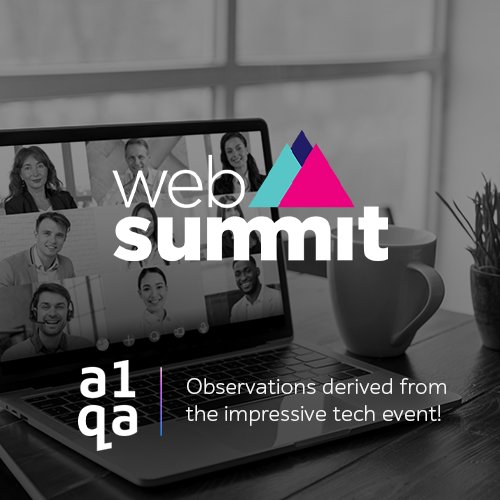 web
summit
a1
qa
Observations derived from
the impressive tech event!